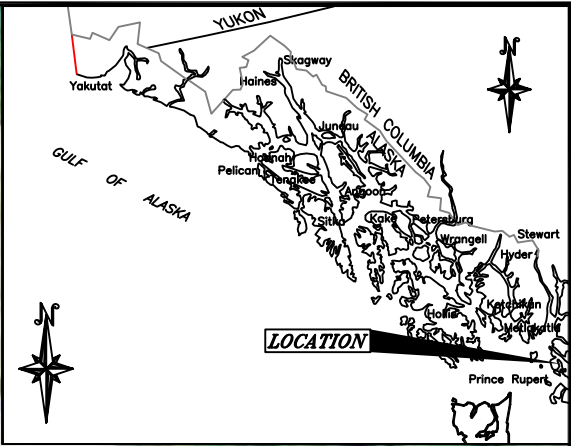 YUKON
N
Skagway
Haines
Yakutat
BRITISH COLUMBIA
ALASKA
Juneau
GULF OF ALASKA
Hoonah
Pelican
Tenakee
Angoon
Sitka
Kake
Petersburg
Wrangell
Stewart
Hyder
Ketchikan
Hollis
Metlakatla
N
LOCATION
Prince Rupert